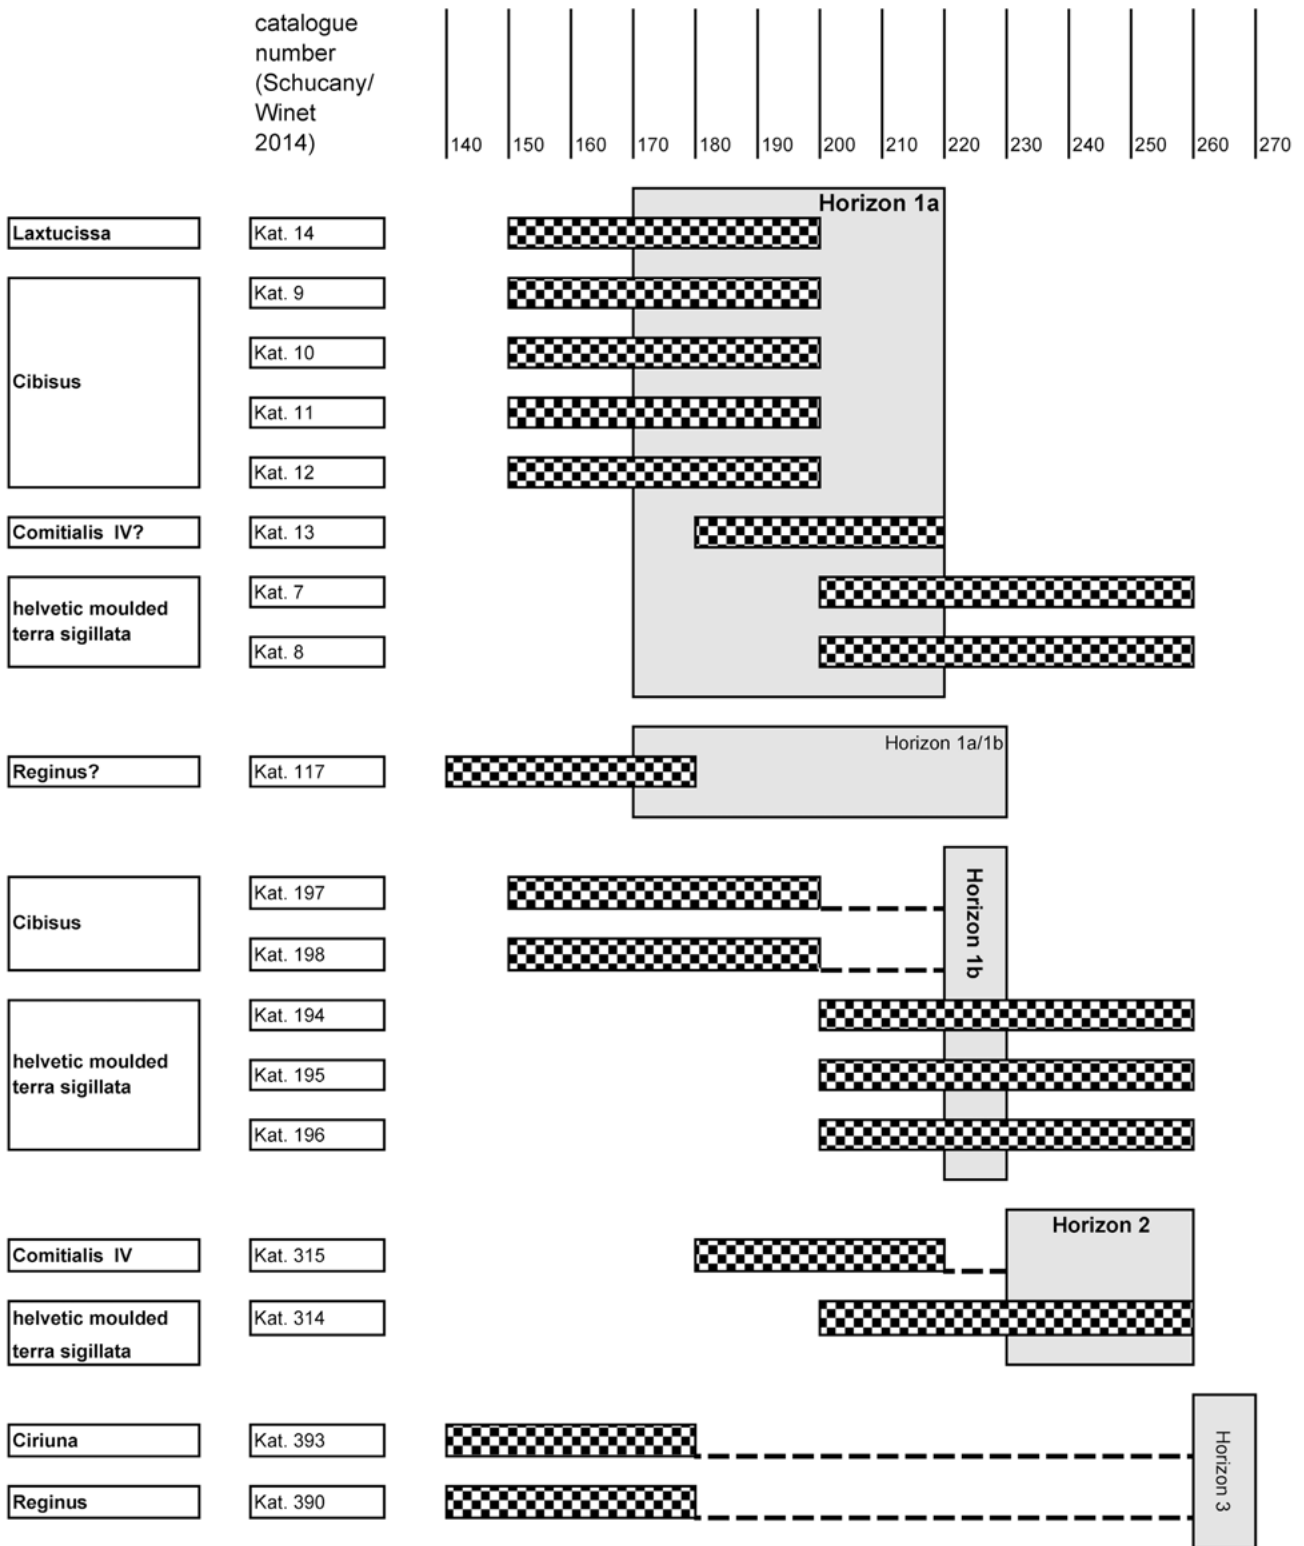 catalogue
number
(Schucany/
Winet
2014)
140 150 160 170 180 190 200 210 220 230 240 250 260 270
Horizon 1a
Laxtucissa Kat. 14
Cibisus
Kat. 9
Kat. 10
Kat. 11
Kat. 12
Comitialis IV? Kat. 13
helvetic moulded
terra sigillata
Kat. 7
Kat. 8
Horizon 1a/1b
Reginus? Kat. 117
Horizon 1b
Cibisus
Kat. 197
Kat. 198
helvetic moulded
terra sigillata
Kat. 194
Kat. 195
Kat. 196
Horizon 2
Comitialis IV Kat. 315
helvetic moulded
terra sigillata
Kat. 314
Horizon 3
Ciriuna Kat. 393
Reginus Kat. 390